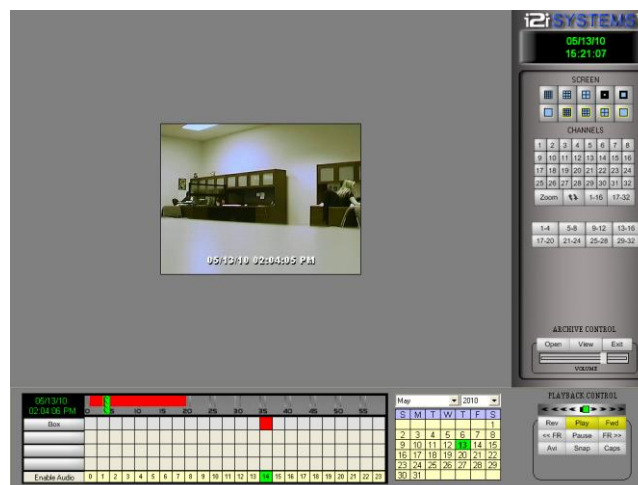 i2i SYSTEMS
05/13/10
15:21:07
SCREEN
CHANNELS
1 2 3 4 5 6 7 8
9 10 11 12 13 14 15 16
17 18 19 20 21 22 23 24
25 26 27 28 29 30 31 32
Zoom 1-16 17-32
1-4 5-8 9-12 13-16
17-20 21-24 25-28 29-32
05/13/10 02:04:05 PM
ARCHIVE CONTROL
Open View Exit
VOLUME
05/13/10
02:04:06 PM
0 5 10 15 20 25 30 35 40 45 50 55
Box
Enable Audio 0 1 2 3 4 5 6 7 8 9 10 11 12 13 14 15 16 17 18 19 20 21 22 23
May 2010
S M T W T F S
1
2 3 4 5 6 7 8
9 10 11 12 13 14 15
16 17 18 19 20 21 22
23 24 25 26 27 28 29
30 31
PLAYBACK CONTROL
Rev Play Fwd
<< FR Pause FR >>
Avi Snap Caps